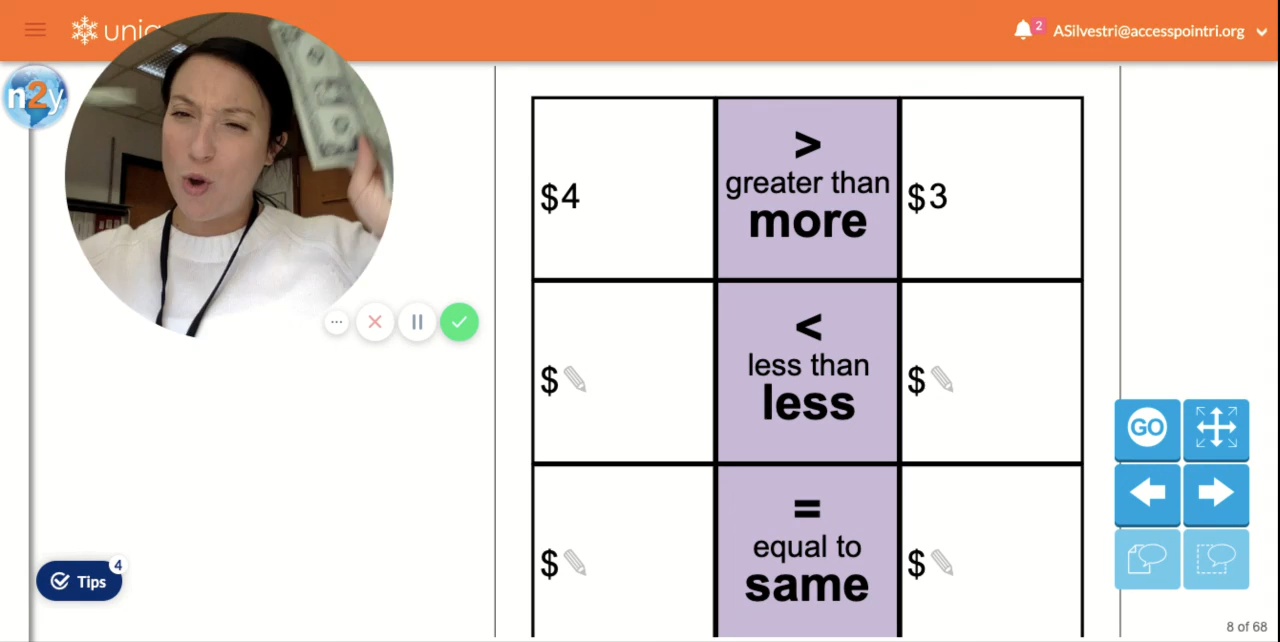 uniq
2
ASilvestri@accesspointri.org
n2y
$4
>
greater than
more
$3
$
<
less than
less
$
$
=
equal to
same
$
GO
Tips
4
8 of 68